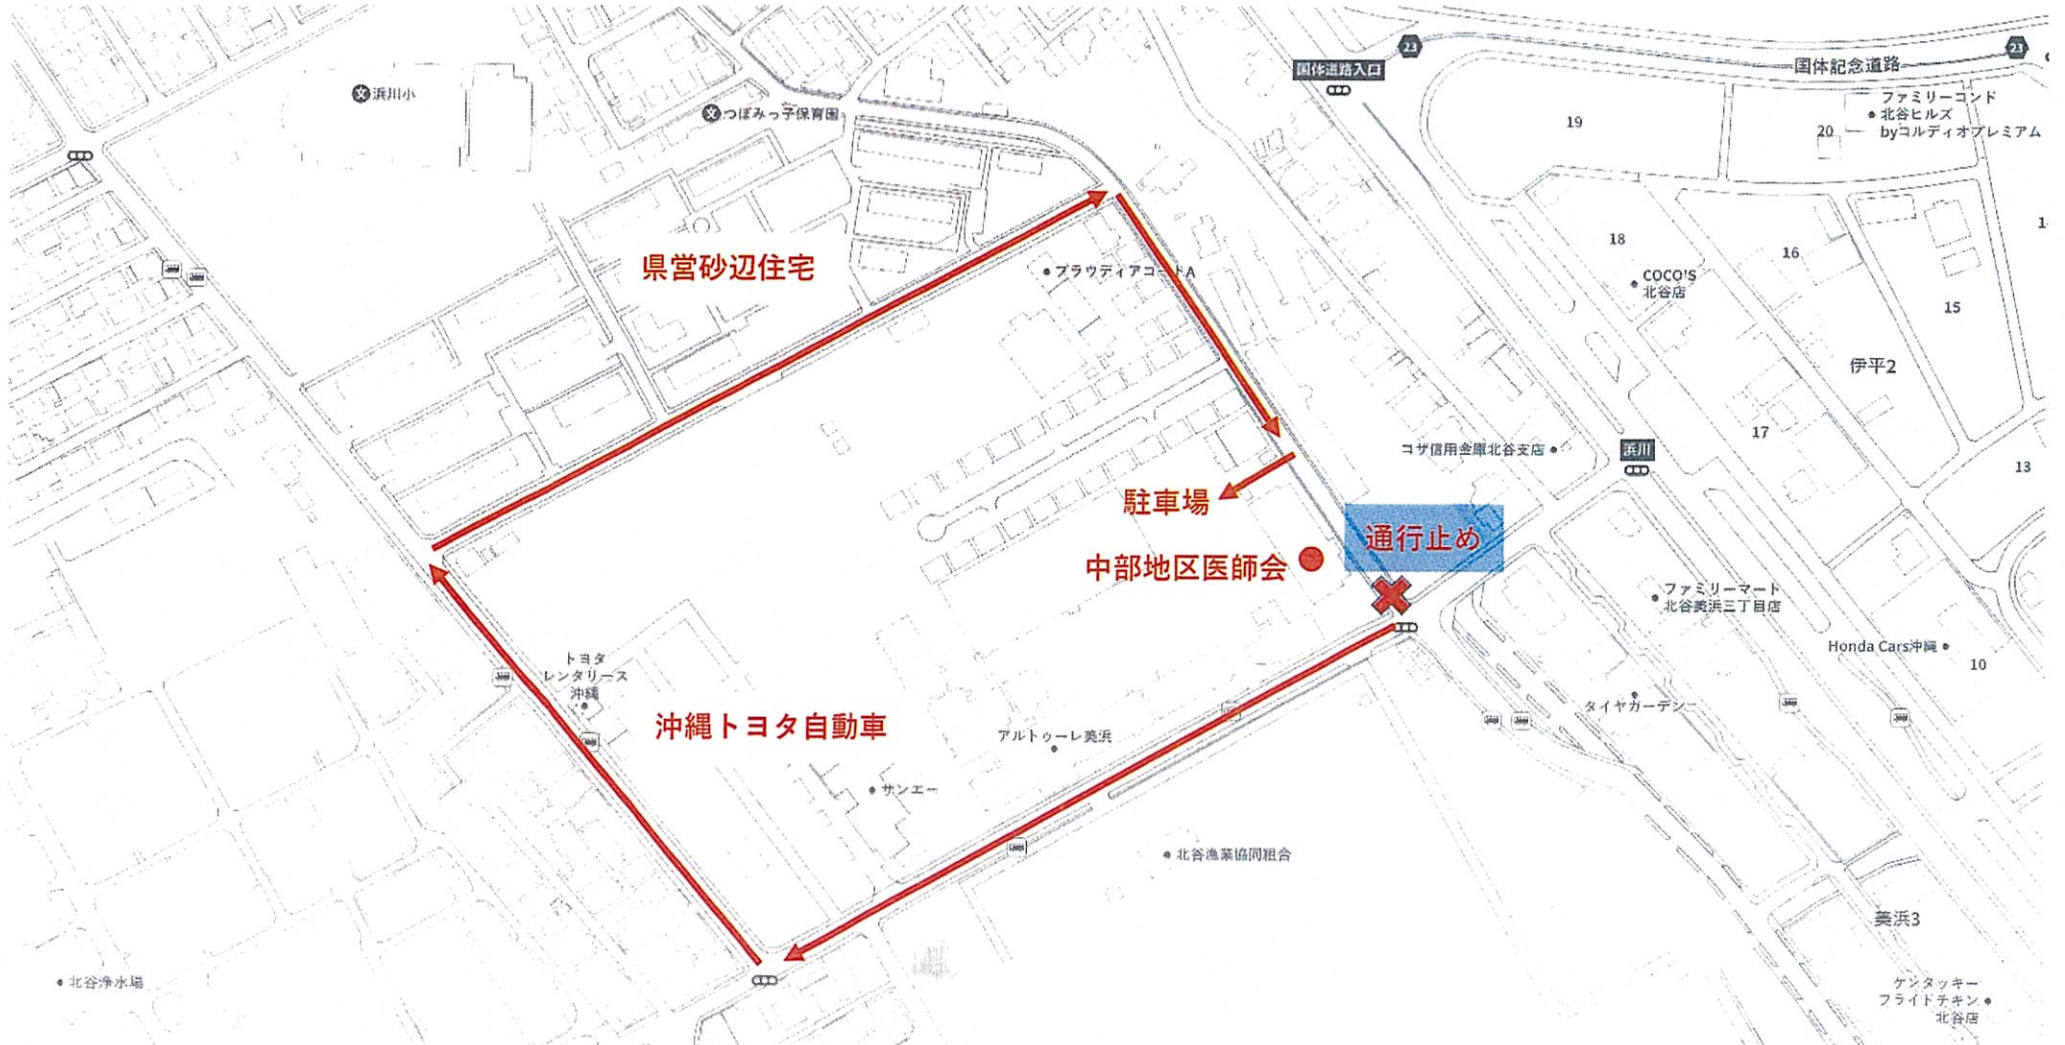 23
23
国体道路入口
国体記念道路
浜川小
つぼみっ子保育園
19
20
ファミリーコンド
北谷ヒルズ
byコルディオプレミアム
県営砂辺住宅
プラウディアコートA
18
16
COCO'S
北谷店
15
伊平2
17
浜川
コザ信用金庫北谷支店
13
駐車場
通行止め
中部地区医師会
ファミリーマート
北谷美浜三丁目店
Honda Cars沖縄
10
トヨタ
レンタリース
沖縄
タイヤガーデン
沖縄トヨタ自動車
アルトゥーレ美浜
サンエー
北谷漁業協同組合
美浜3
北谷浄水場
ケンタッキー
フライドチキン
北谷店